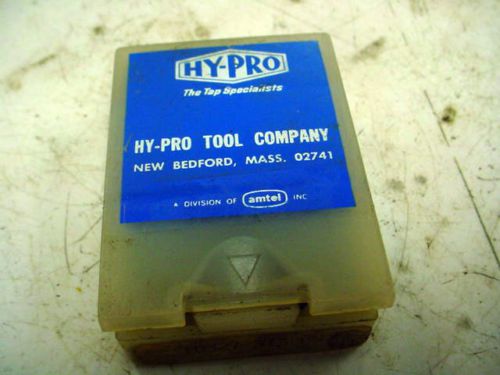 HY-PRO
The Tap Specialists
HY-PRO TOOL COMPANY
NEW BEDFORD, MASS. 02741
A DIVISION OF amtel INC